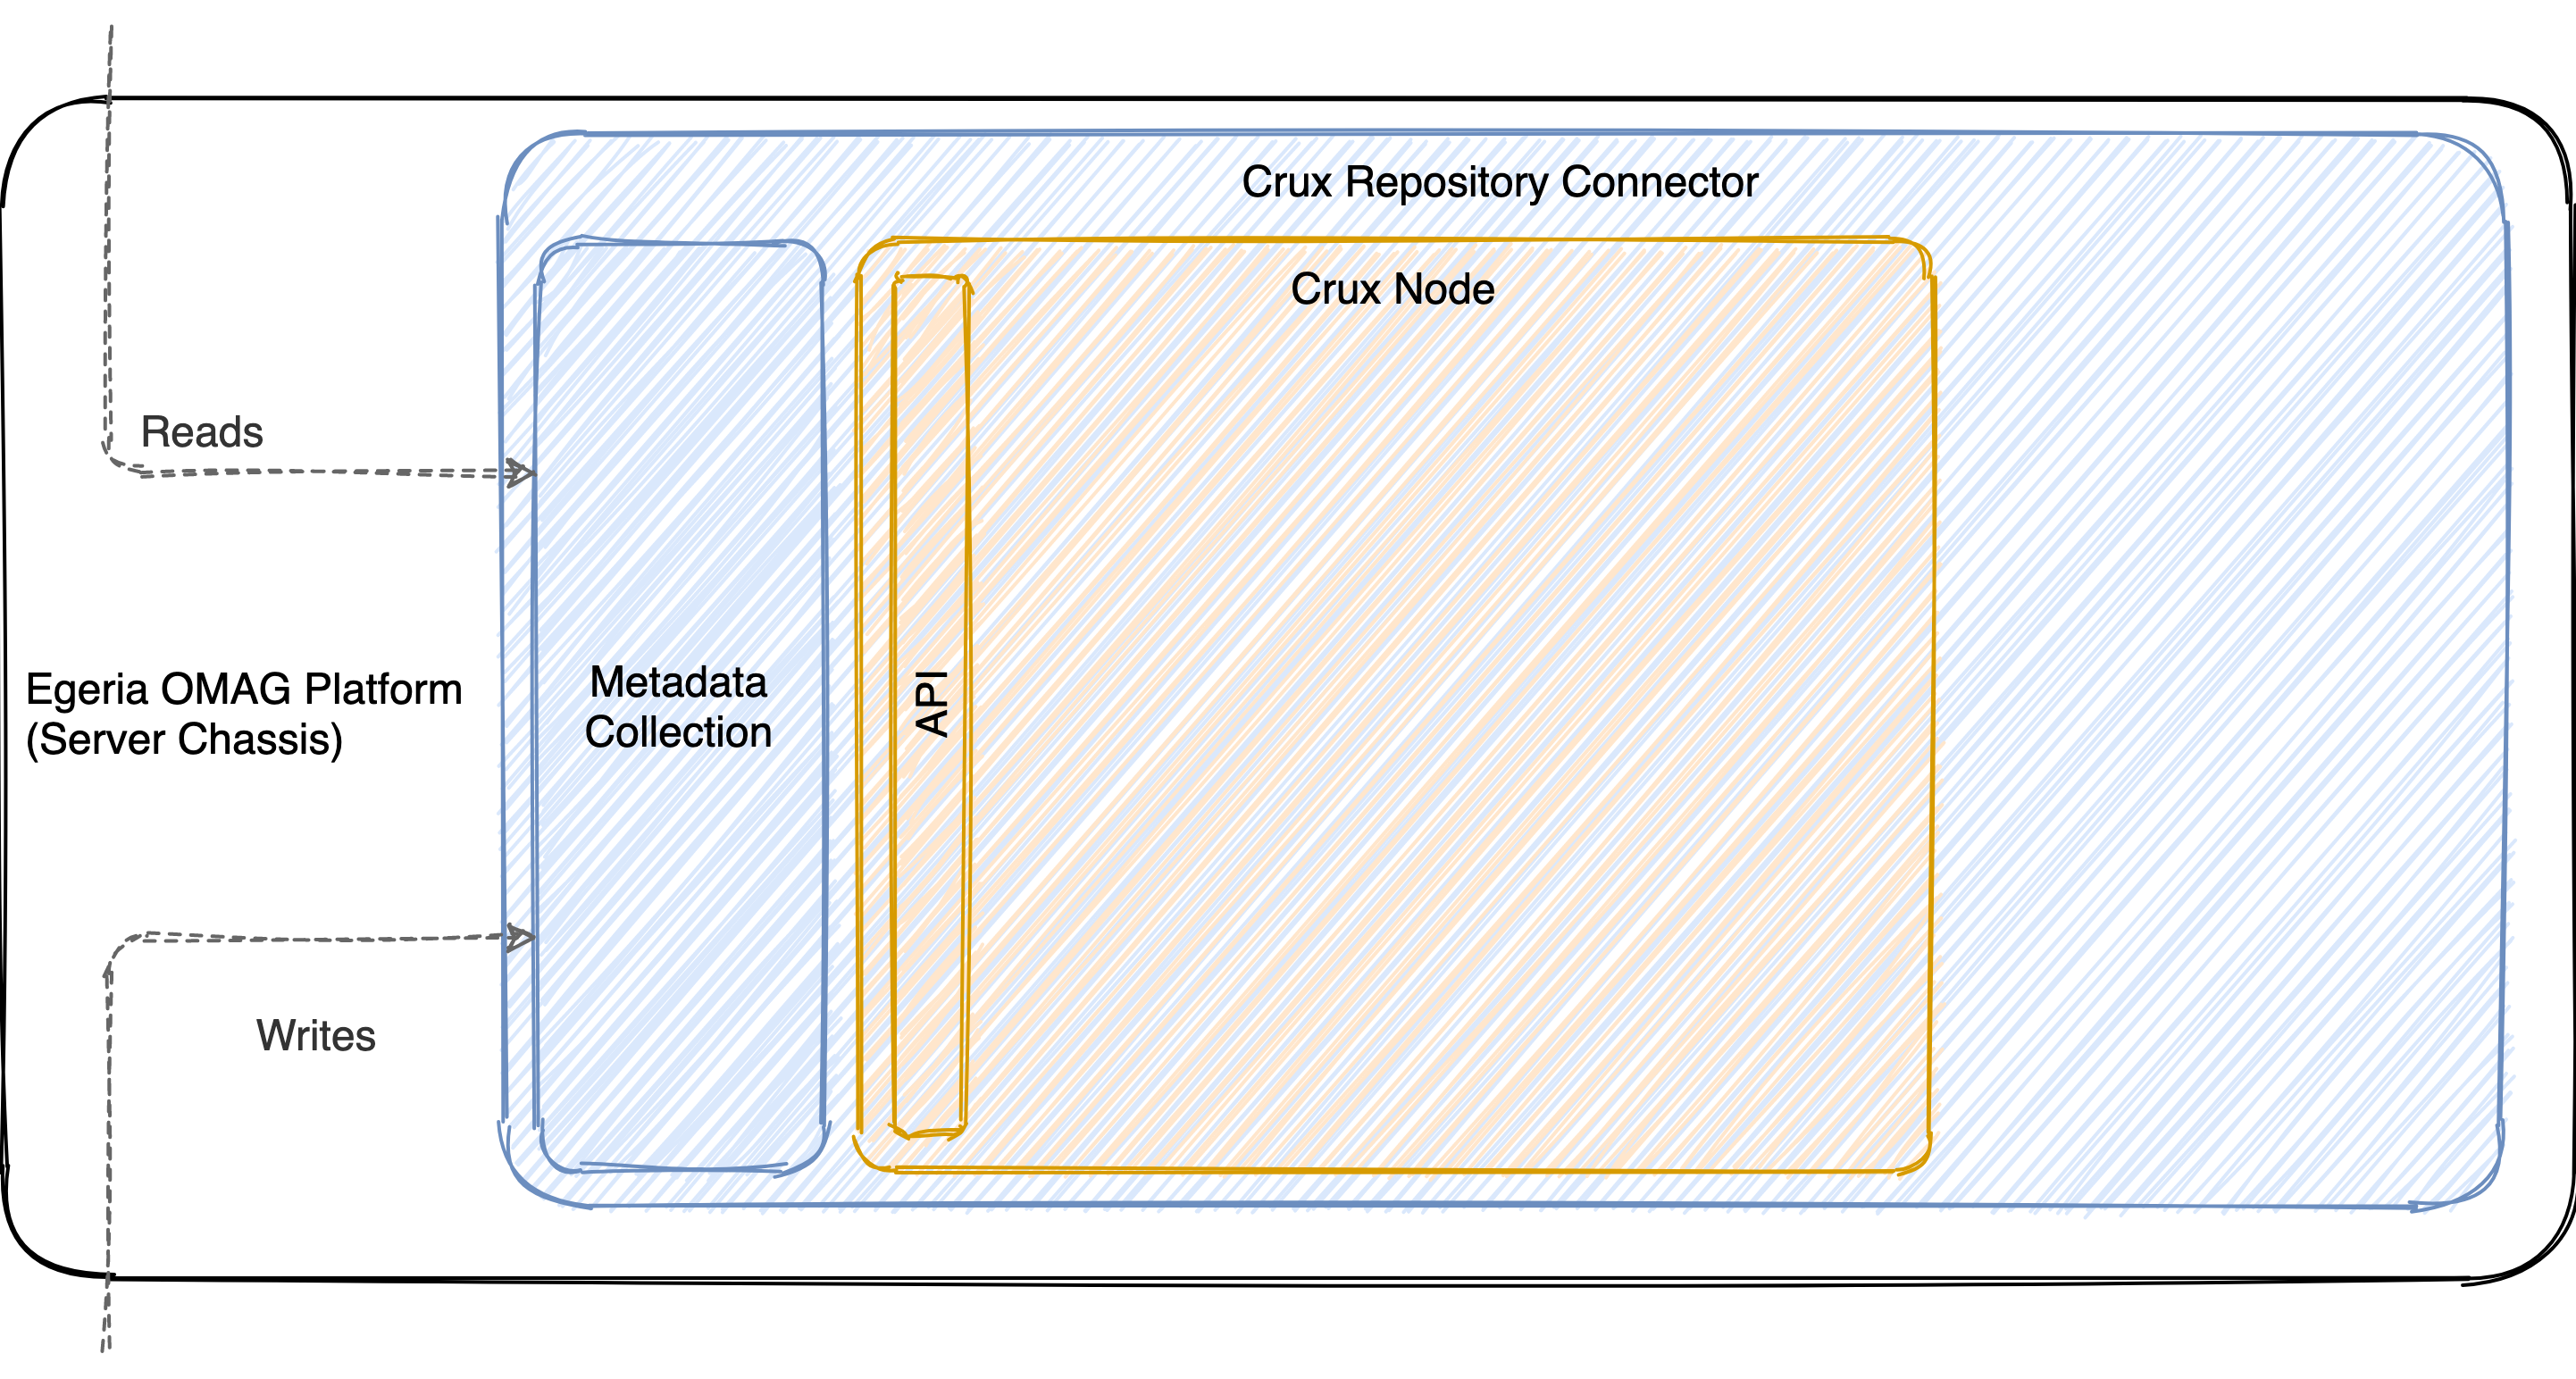 Crux Repository Connector
Crux Node
Reads
Egeria OMAG Platform
(Server Chassis)
Metadata
Collection
API
Writes